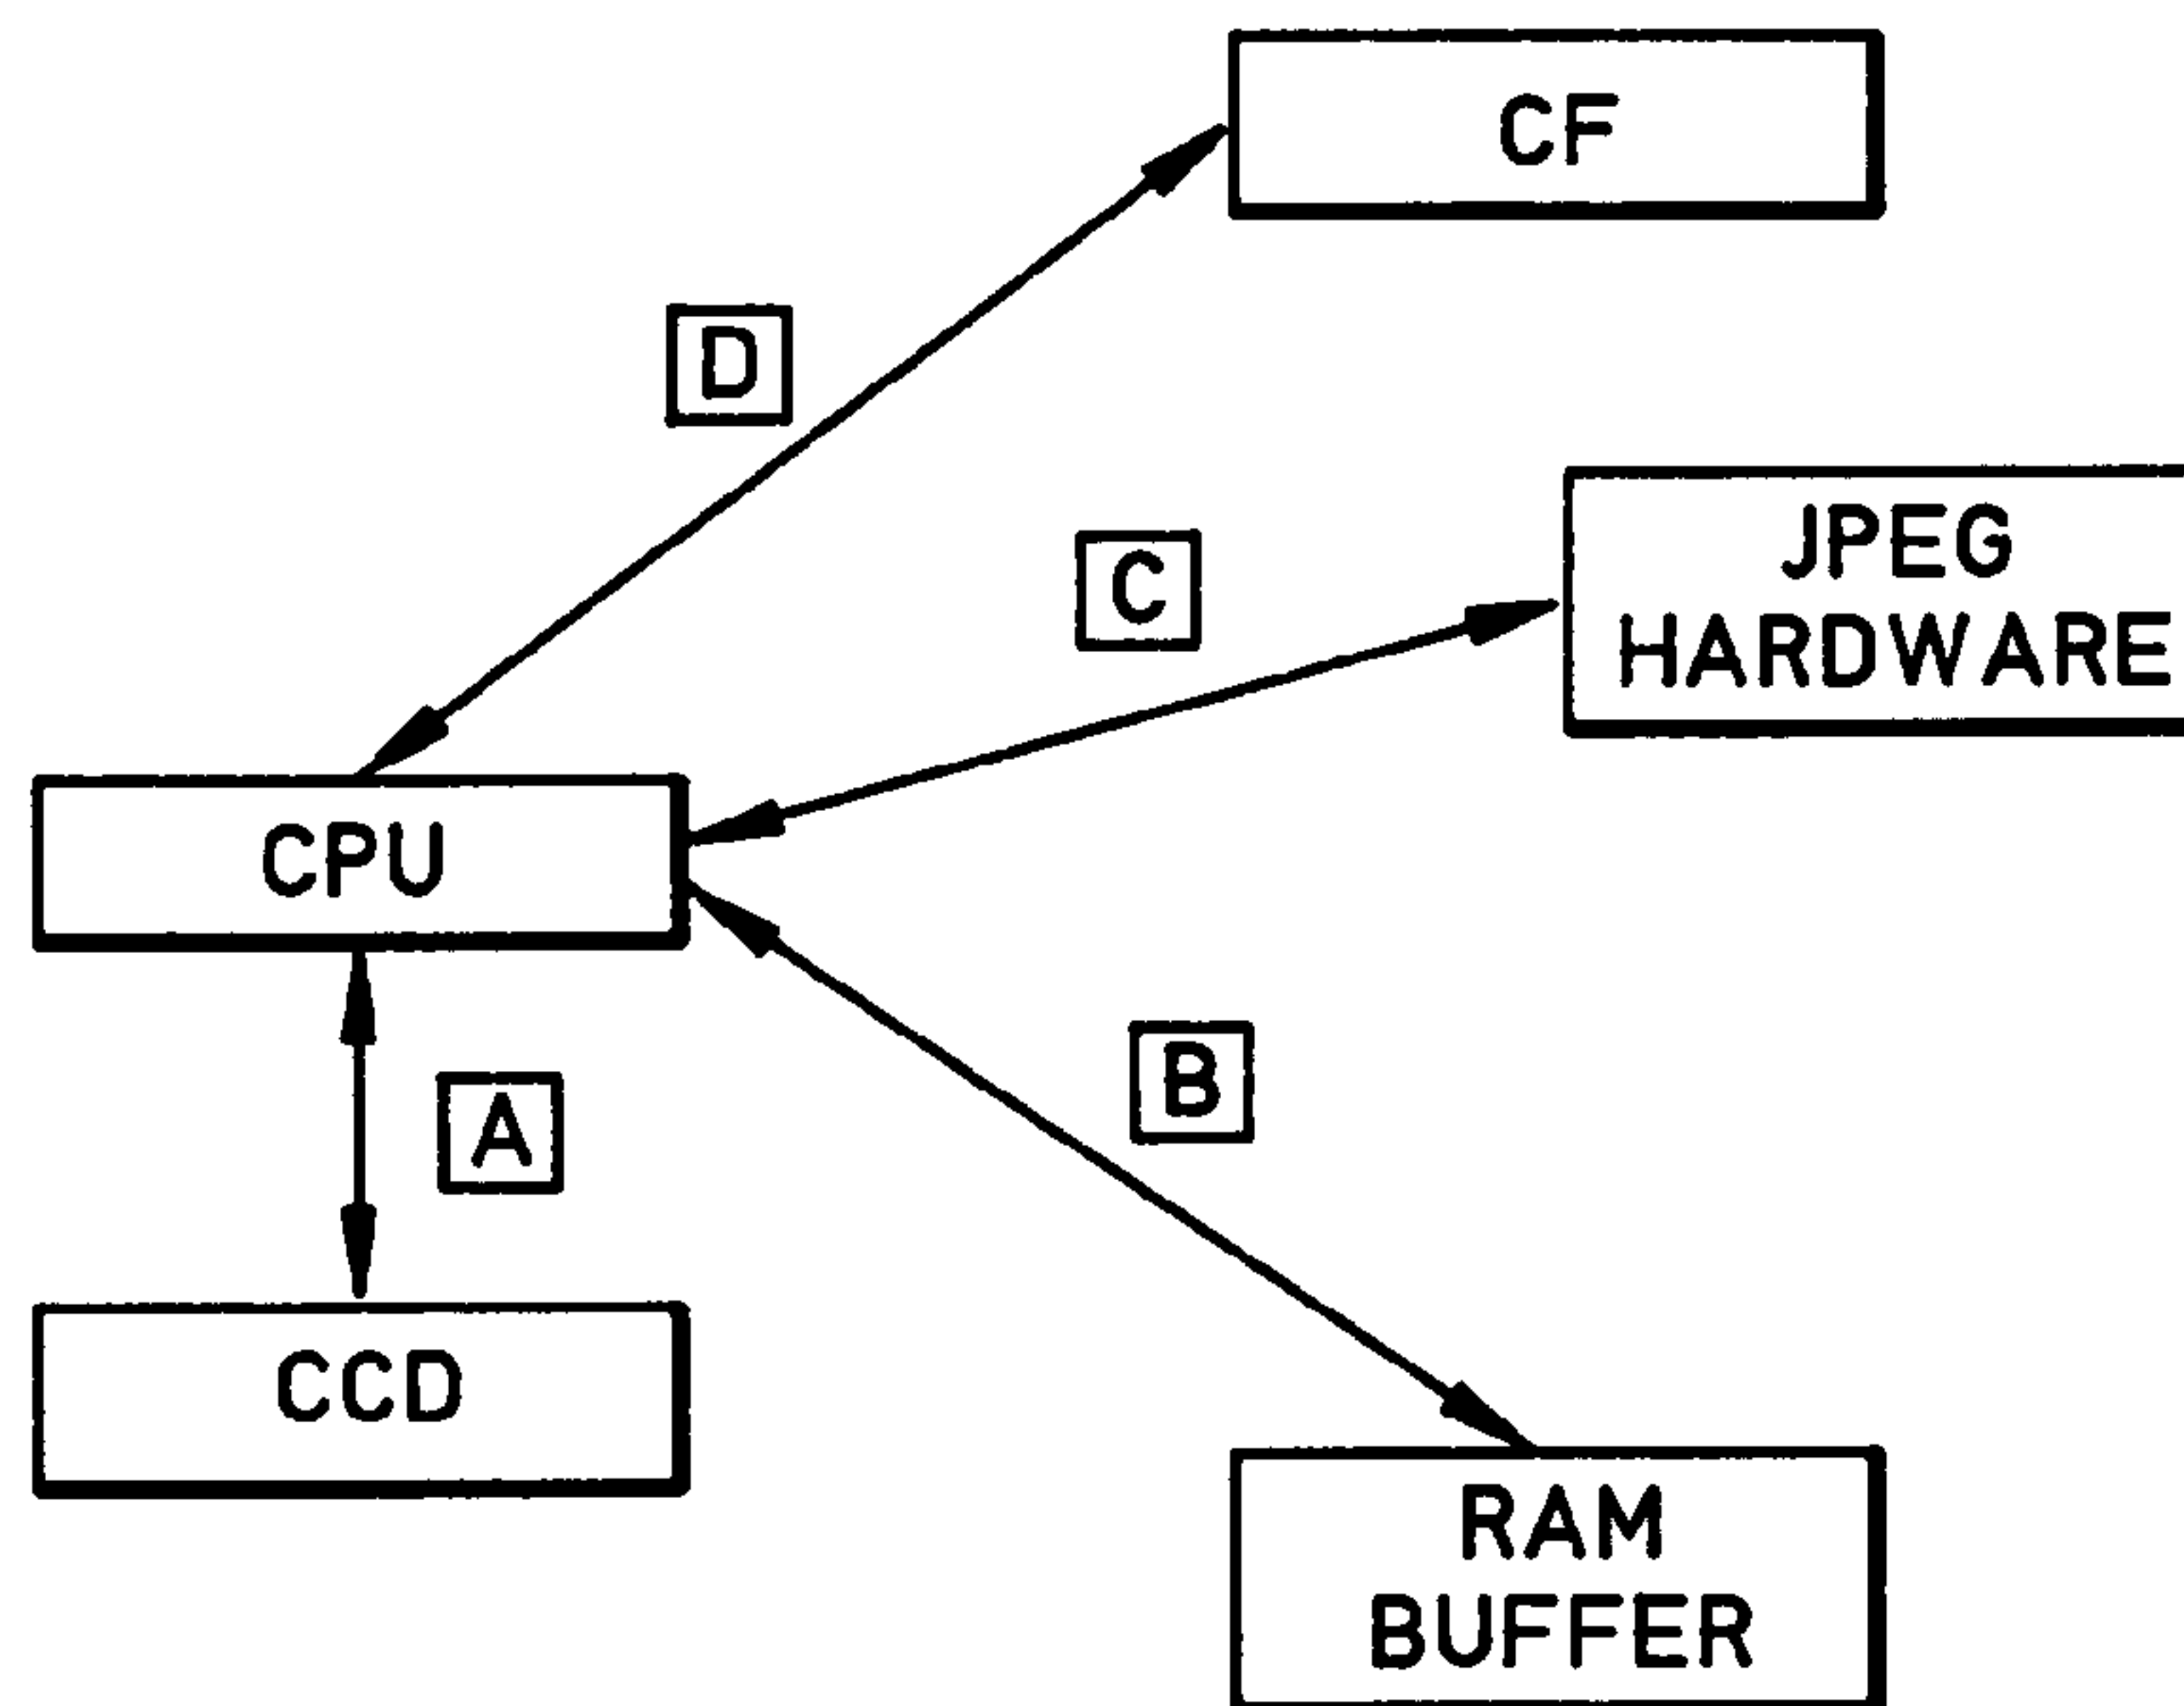 CF
D
JPEG
HARDWARE
C
CPU
B
A
CCD
RAM
BUFFER